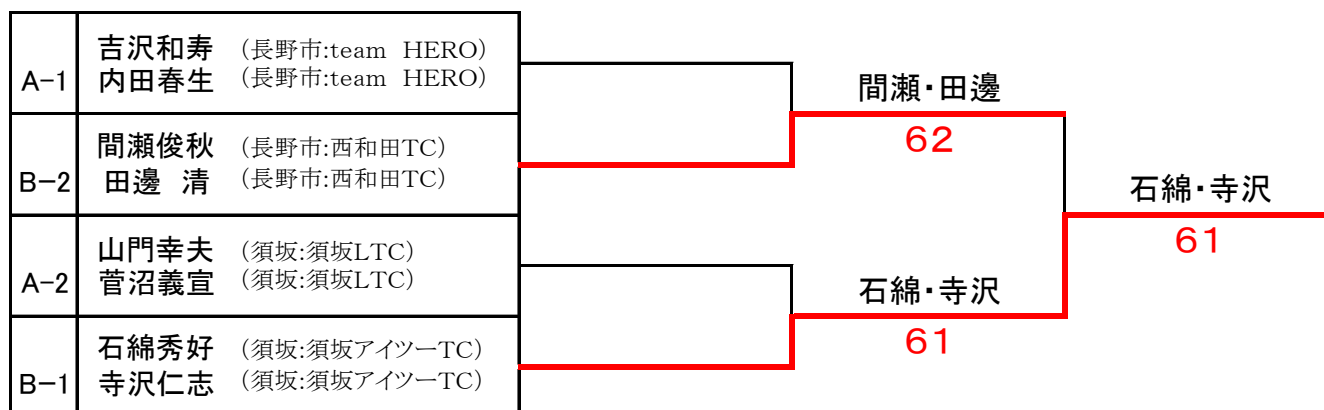 A-1 吉沢和寿 (長野市:team HERO)
内田春生 (長野市:team HERO)
B-2 間瀬俊秋 (長野市:西和田TC)
田邊 清 (長野市:西和田TC)
A-2 山門幸夫 (須坂:須坂LTC)
菅沼義宣 (須坂:須坂LTC)
B-1 石綿秀好 (須坂:須坂アイツーTC)
寺沢仁志 (須坂:須坂アイツーTC)
間瀬・田邊
62
石綿・寺沢
61
石綿・寺沢
61